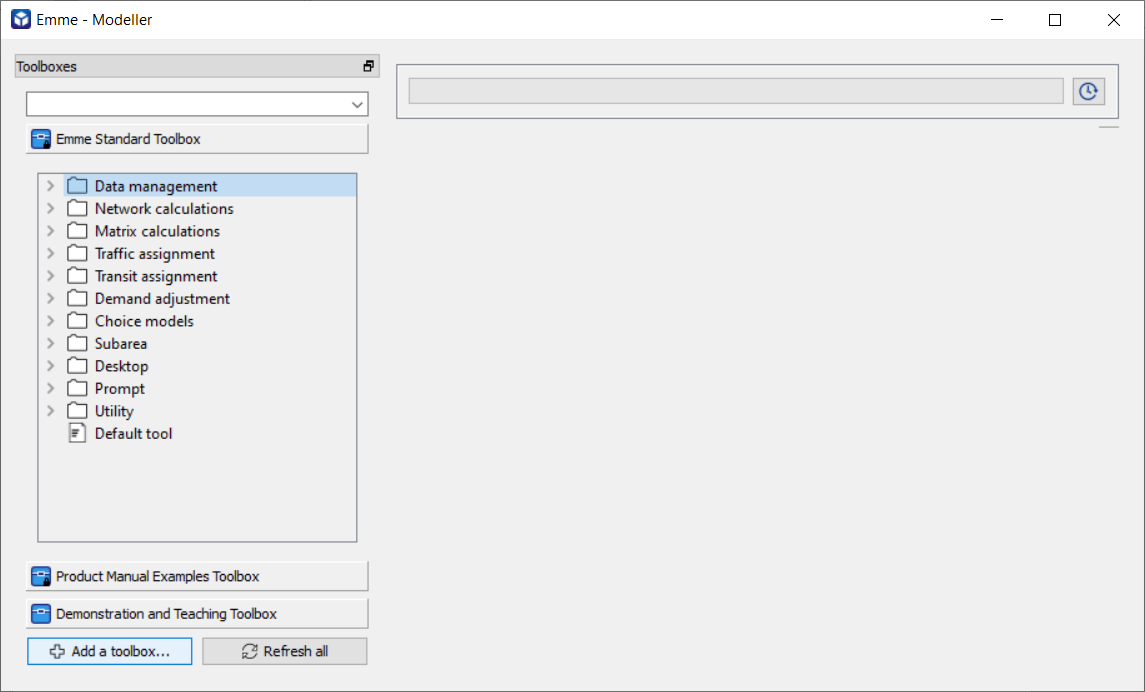 Emme - Modeller
Toolboxes
Emme Standard Toolbox
Data management
Network calculations
Matrix calculations
Traffic assignment
Transit assignment
Demand adjustment
Choice models
Subarea
Desktop
Prompt
Utility
Default tool
Product Manual Examples Toolbox
Demonstration and Teaching Toolbox
Add a toolbox... Refresh all